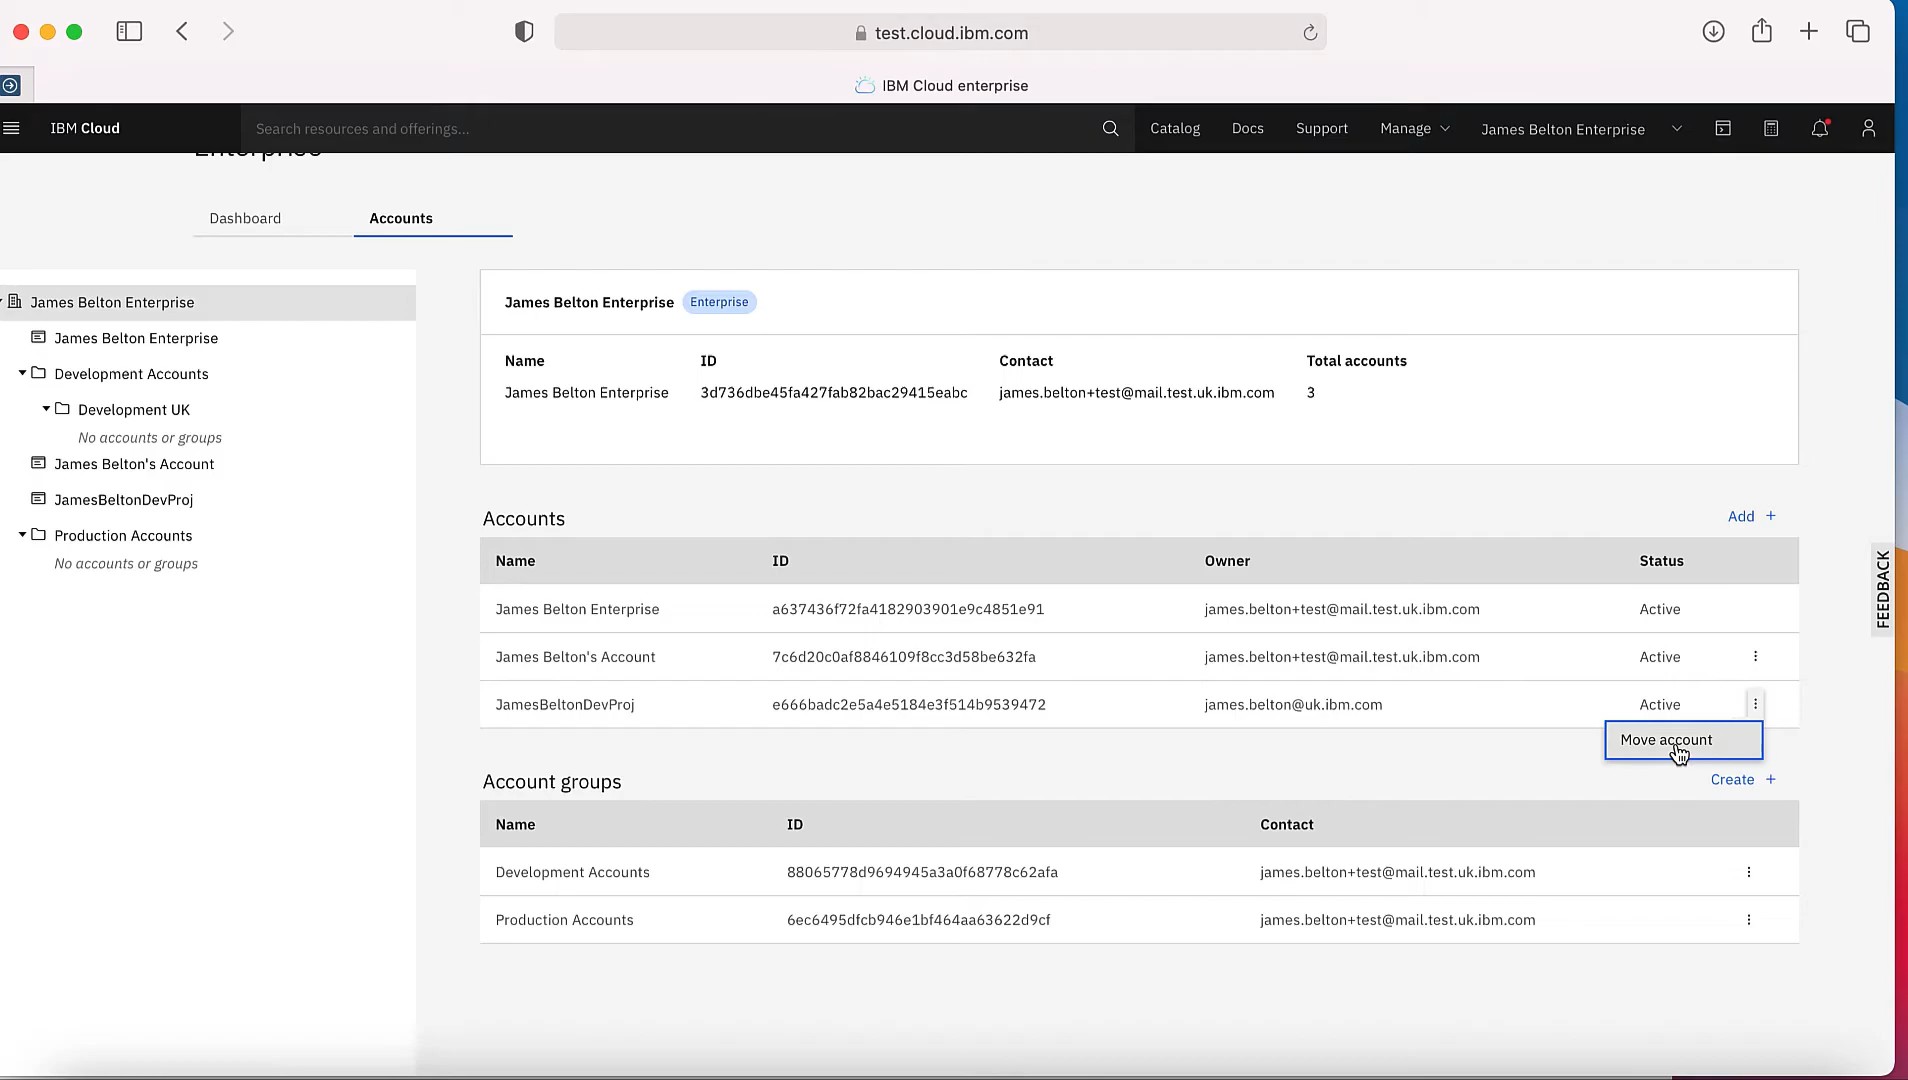 test.cloud.ibm.com
IBM Cloud enterprise
IBM Cloud
Search resources and offerings...
Catalog
Docs
Support
Manage
James Belton Enterprise
Enterprise
Dashboard
Accounts
James Belton Enterprise
James Belton Enterprise
Development Accounts
Development UK
No accounts or groups
James Belton's Account
JamesBeltonDevProj
Production Accounts
No accounts or groups
James Belton Enterprise Enterprise
Name ID Contact Total accounts
James Belton Enterprise 3d736dbe45fa427fab82bac29415eabc james.belton+test@mail.test.uk.ibm.com 3
Accounts Add +
Name ID Owner Status
James Belton Enterprise a637436f72fa4182903901e9c4851e91 james.belton+test@mail.test.uk.ibm.com Active
James Belton's Account 7c6d20c0af8846109f8cc3d58be632fa james.belton+test@mail.test.uk.ibm.com Active
JamesBeltonDevProj e666badc2e5a4e5184e3f514b9539472 james.belton@uk.ibm.com Active
Move account
Account groups Create +
Name ID Contact
Development Accounts 88065778d9694945a3a0f68778c62afa james.belton+test@mail.test.uk.ibm.com
Production Accounts 6ec6495dfcb946e1bf464aa63622d9cf james.belton+test@mail.test.uk.ibm.com
FEEDBACK